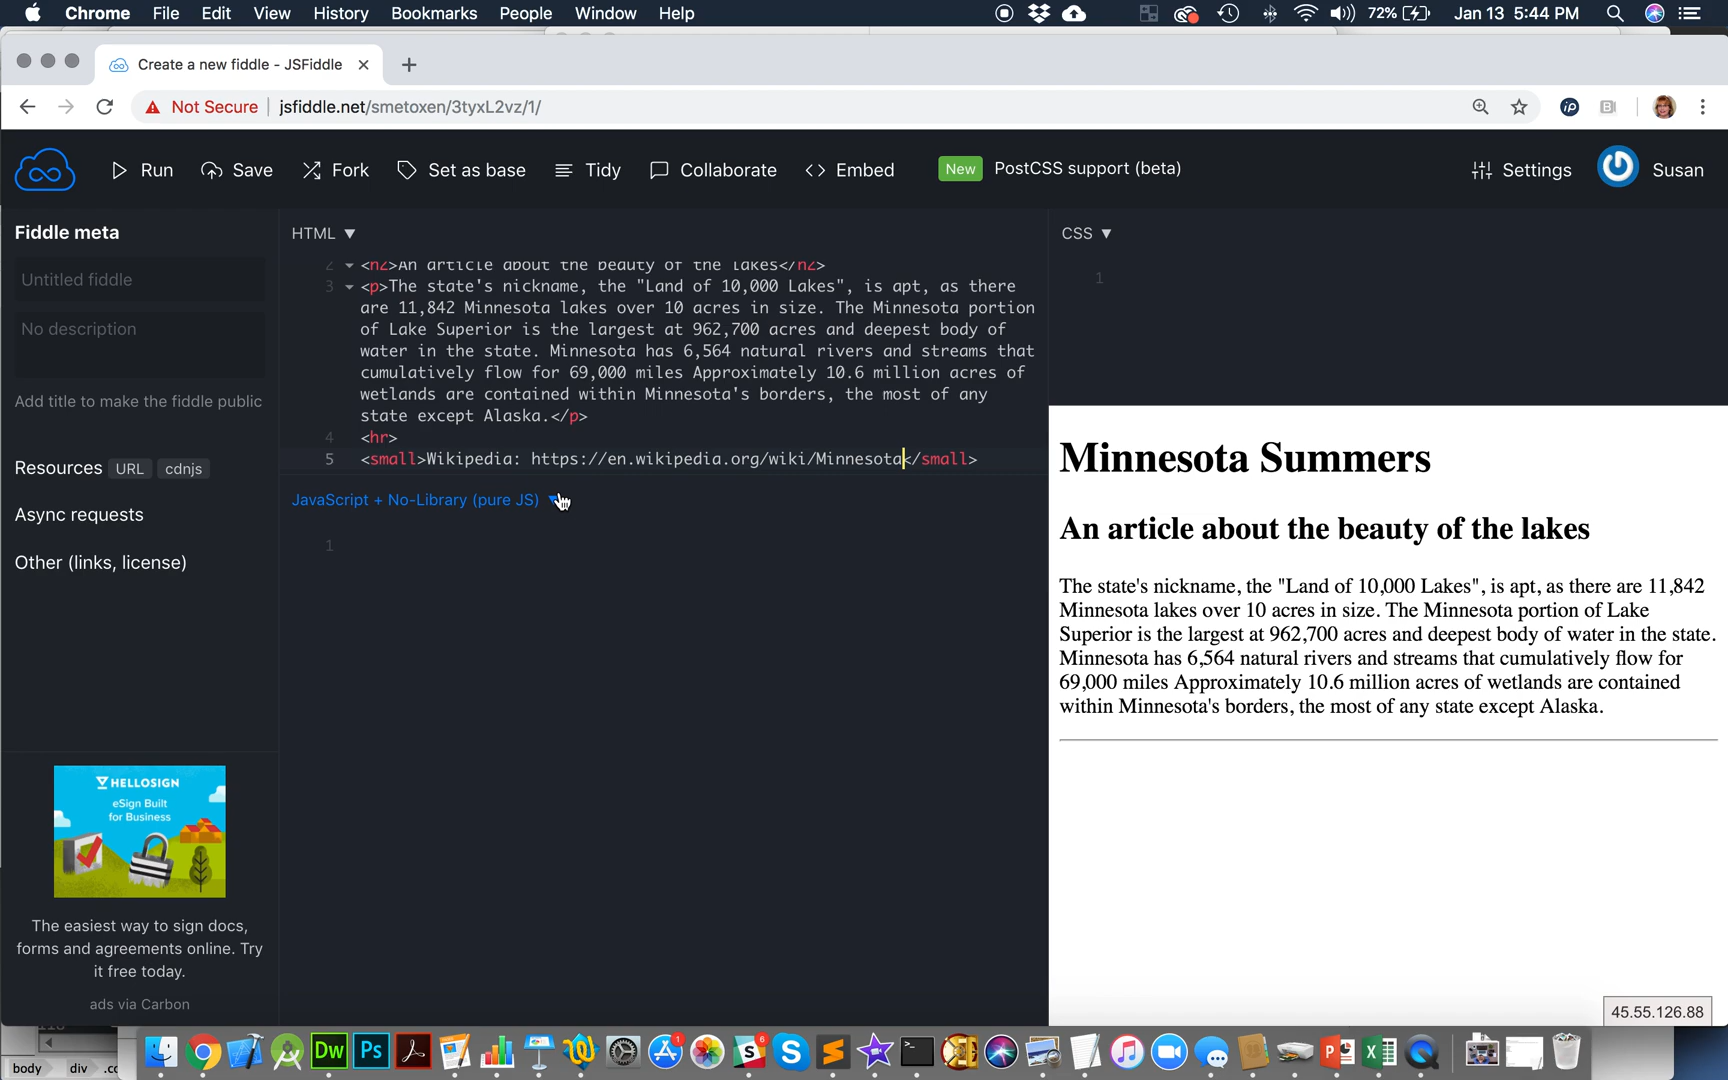 Chrome File Edit View History Bookmarks People Window Help 72% Jan 13 5:44 PM
Create a new fiddle - JSFiddle
Not Secure jsfiddle.net/smetoxen/3tyxL2vz/1/
Run Save Fork Set as base Tidy Collaborate <> Embed New PostCSS support (beta) Settings Susan
Fiddle meta
Untitled fiddle
No description
Add title to make the fiddle public
Resources URL cdnjs
Async requests
Other (links, license)
HELLOSIGN
eSign Built
for Business
The easiest way to sign docs,
forms and agreements online. Try
it free today.
ads via Carbon
HTML ▼
2 <h2>An article about the beauty of the lakes</h2>
3 <p>The state's nickname, the "Land of 10,000 Lakes", is apt, as there
are 11,842 Minnesota lakes over 10 acres in size. The Minnesota portion
of Lake Superior is the largest at 962,700 acres and deepest body of
water in the state. Minnesota has 6,564 natural rivers and streams that
cumulatively flow for 69,000 miles Approximately 10.6 million acres of
wetlands are contained within Minnesota's borders, the most of any
state except Alaska.</p>
4 <hr>
5 <small>Wikipedia: https://en.wikipedia.org/wiki/Minnesota</small>
JavaScript + No-Library (pure JS)
1
CSS ▼
1
Minnesota Summers
An article about the beauty of the lakes
The state's nickname, the "Land of 10,000 Lakes", is apt, as there are 11,842
Minnesota lakes over 10 acres in size. The Minnesota portion of Lake
Superior is the largest at 962,700 acres and deepest body of water in the state.
Minnesota has 6,564 natural rivers and streams that cumulatively flow for
69,000 miles Approximately 10.6 million acres of wetlands are contained
within Minnesota's borders, the most of any state except Alaska.
45.55.126.88
Dw Ps
body div